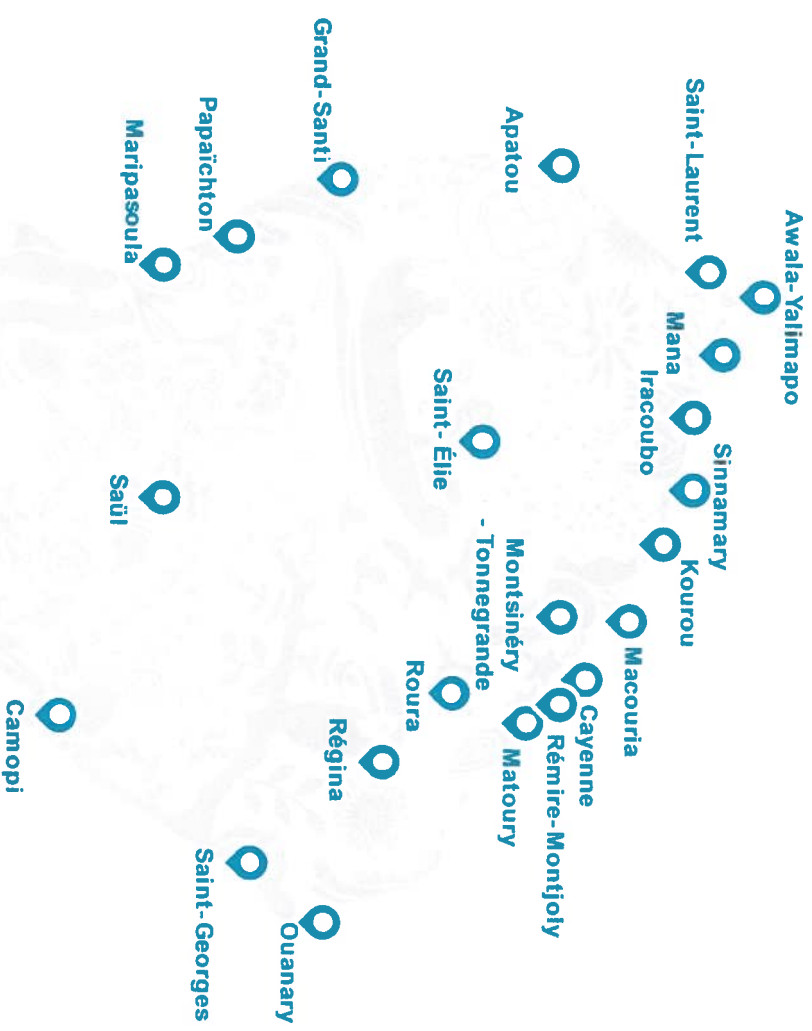 Awala-Yalimapo
Saint-Laurent
Mana
Iracoubo
Sinnamary
Kourou
Macouria
Cayenne
Rémire-Montjoly
Matoury
Montsinéry
- Tonnegrande
Apatou
Saint-Élie
Roura
Régina
Grand-Santi
Ouanary
Papaïchton
Saint-Georges
Maripasoula
Saül
Camopi